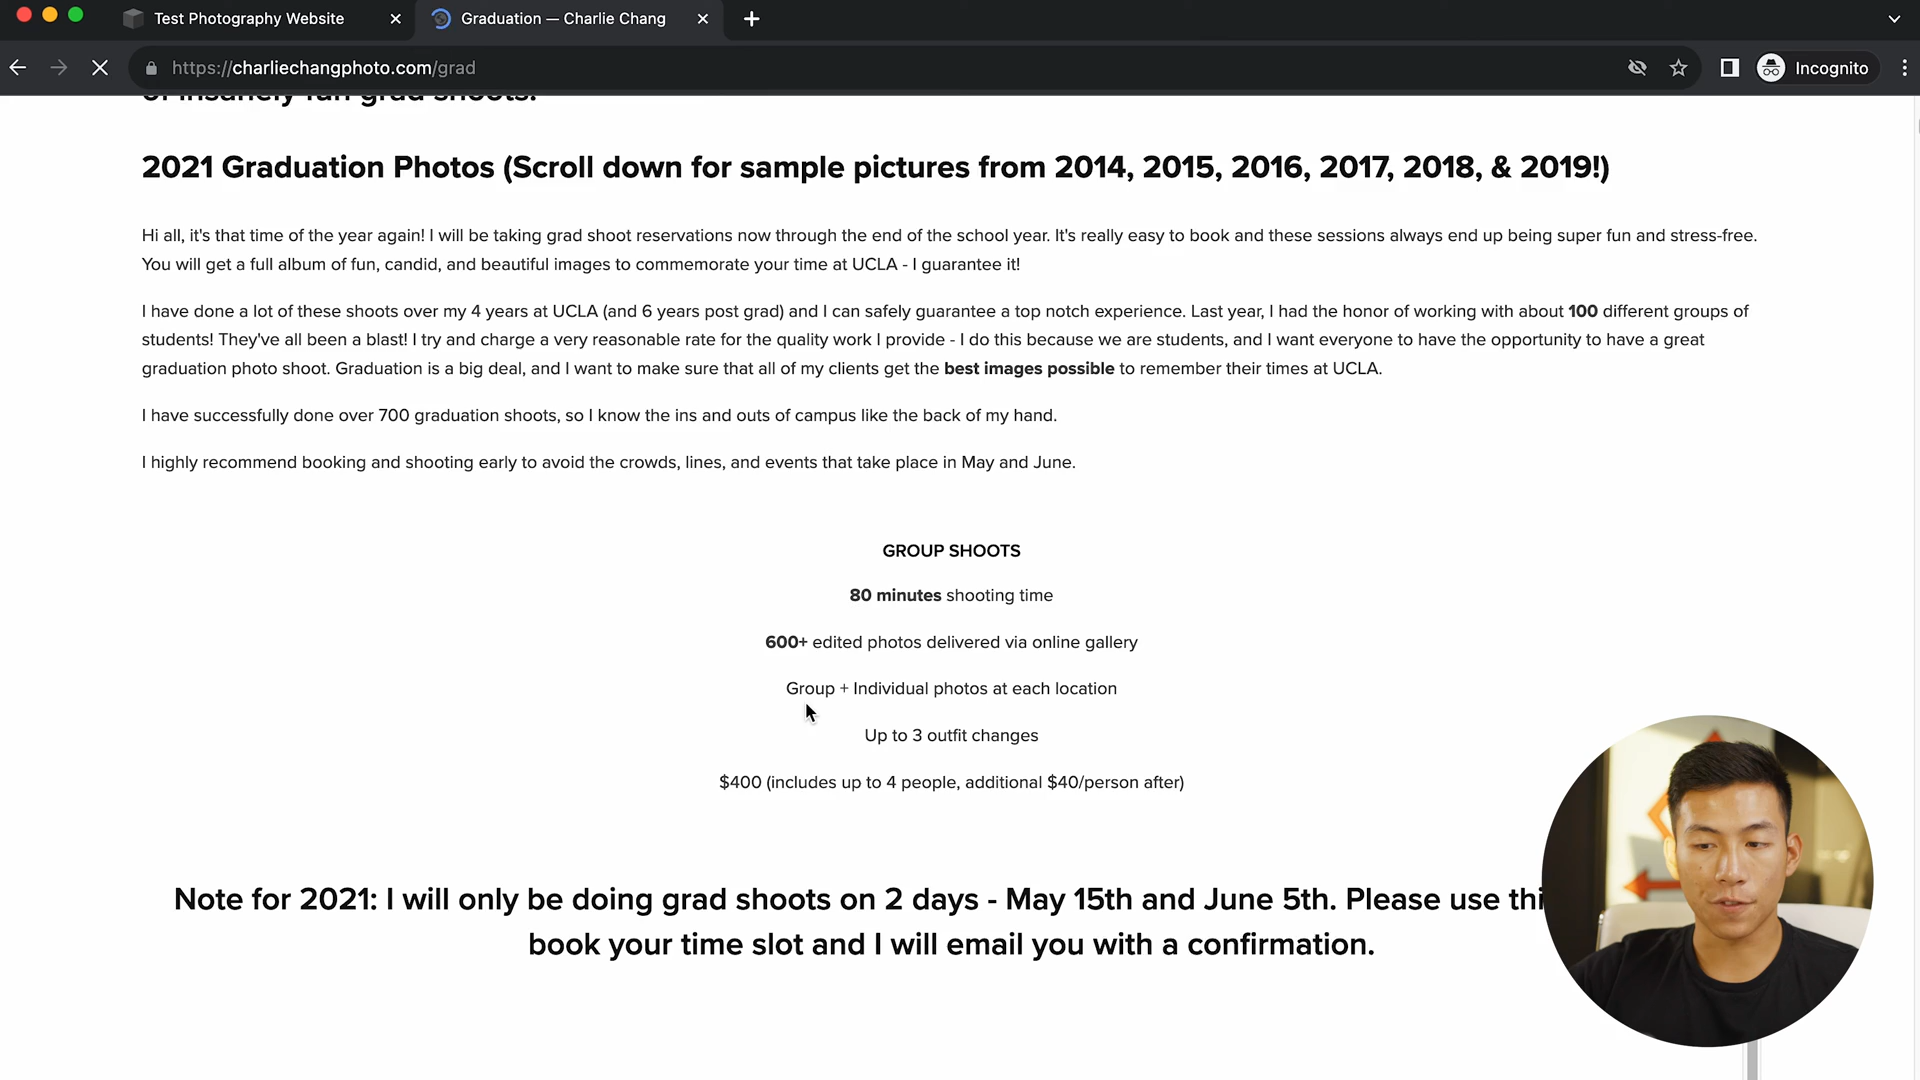 Test Photography Website
Graduation — Charlie Chang
https://charliechangphoto.com/grad
Incognito
of insanely fun grad shoots.
2021 Graduation Photos (Scroll down for sample pictures from 2014, 2015, 2016, 2017, 2018, & 2019!)
Hi all, it's that time of the year again! I will be taking grad shoot reservations now through the end of the school year. It's really easy to book and these sessions always end up being super fun and stress-free.
You will get a full album of fun, candid, and beautiful images to commemorate your time at UCLA - I guarantee it!
I have done a lot of these shoots over my 4 years at UCLA (and 6 years post grad) and I can safely guarantee a top notch experience. Last year, I had the honor of working with about 100 different groups of
students! They've all been a blast! I try and charge a very reasonable rate for the quality work I provide - I do this because we are students, and I want everyone to have the opportunity to have a great
graduation photo shoot. Graduation is a big deal, and I want to make sure that all of my clients get the best images possible to remember their times at UCLA.
I have successfully done over 700 graduation shoots, so I know the ins and outs of campus like the back of my hand.
I highly recommend booking and shooting early to avoid the crowds, lines, and events that take place in May and June.
GROUP SHOOTS
80 minutes shooting time
600+ edited photos delivered via online gallery
Group + Individual photos at each location
Up to 3 outfit changes
$400 (includes up to 4 people, additional $40/person after)
Note for 2021: I will only be doing grad shoots on 2 days - May 15th and June 5th. Please use
book your time slot and I will email you with a confirmation.